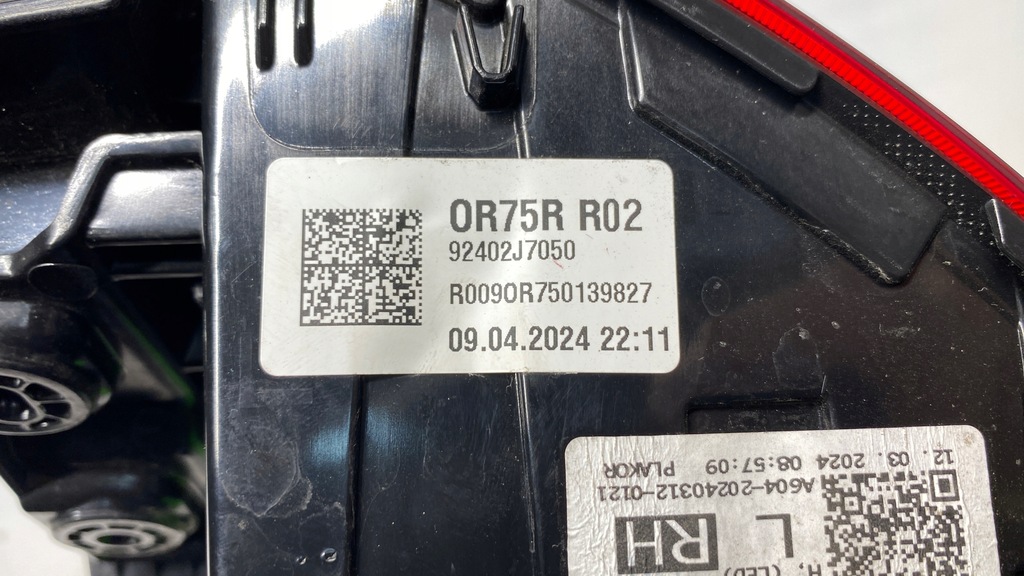 0R75R R02
92402J7050
R0090R750139827
09.04.2024 22:11
12. 03. 2024 08:57:09
PLAKOR
A604-20240312-0121
RH
L
(LED)